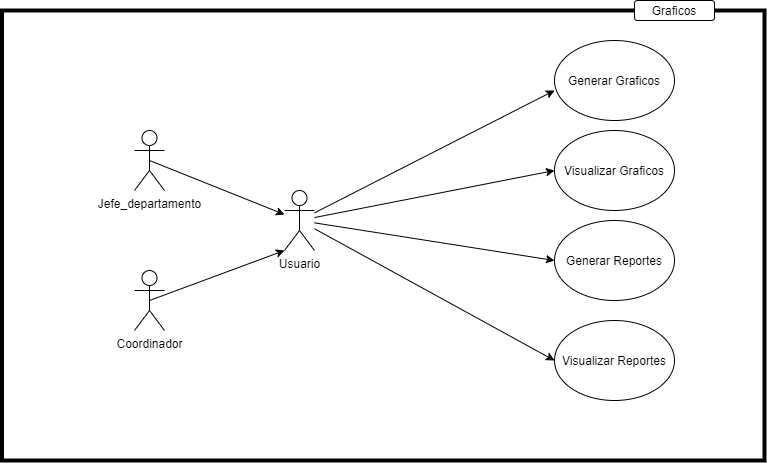 Graficos
Generar Graficos
Visualizar Graficos
Jefe_departamento
Usuario
Generar Reportes
Coordinador
Visualizar Reportes